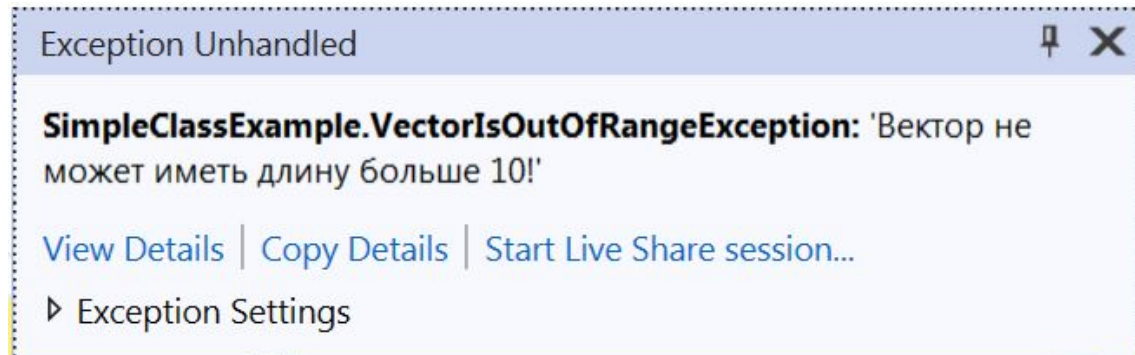 Exception Unhandled
SimpleClassExample.VectorIsOutOfRangeException: 'Вектор не
может иметь длину больше 10!'
View Details | Copy Details | Start Live Share session...
Exception Settings